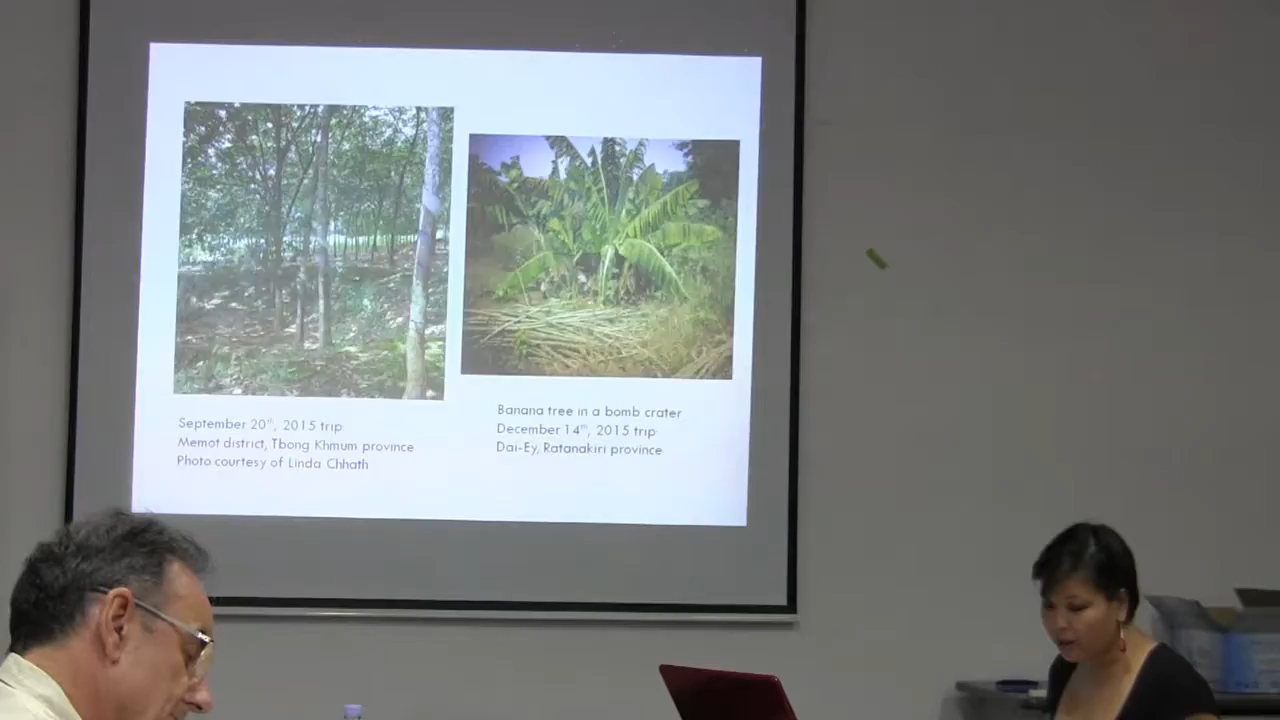 September 20th, 2015 trip
Memot district, Tbong Khmum province
Photo courtesy of Linda Chhath
Banana tree in a bomb crater
December 14th, 2015 trip
Dai-Ey, Ratanakiri province